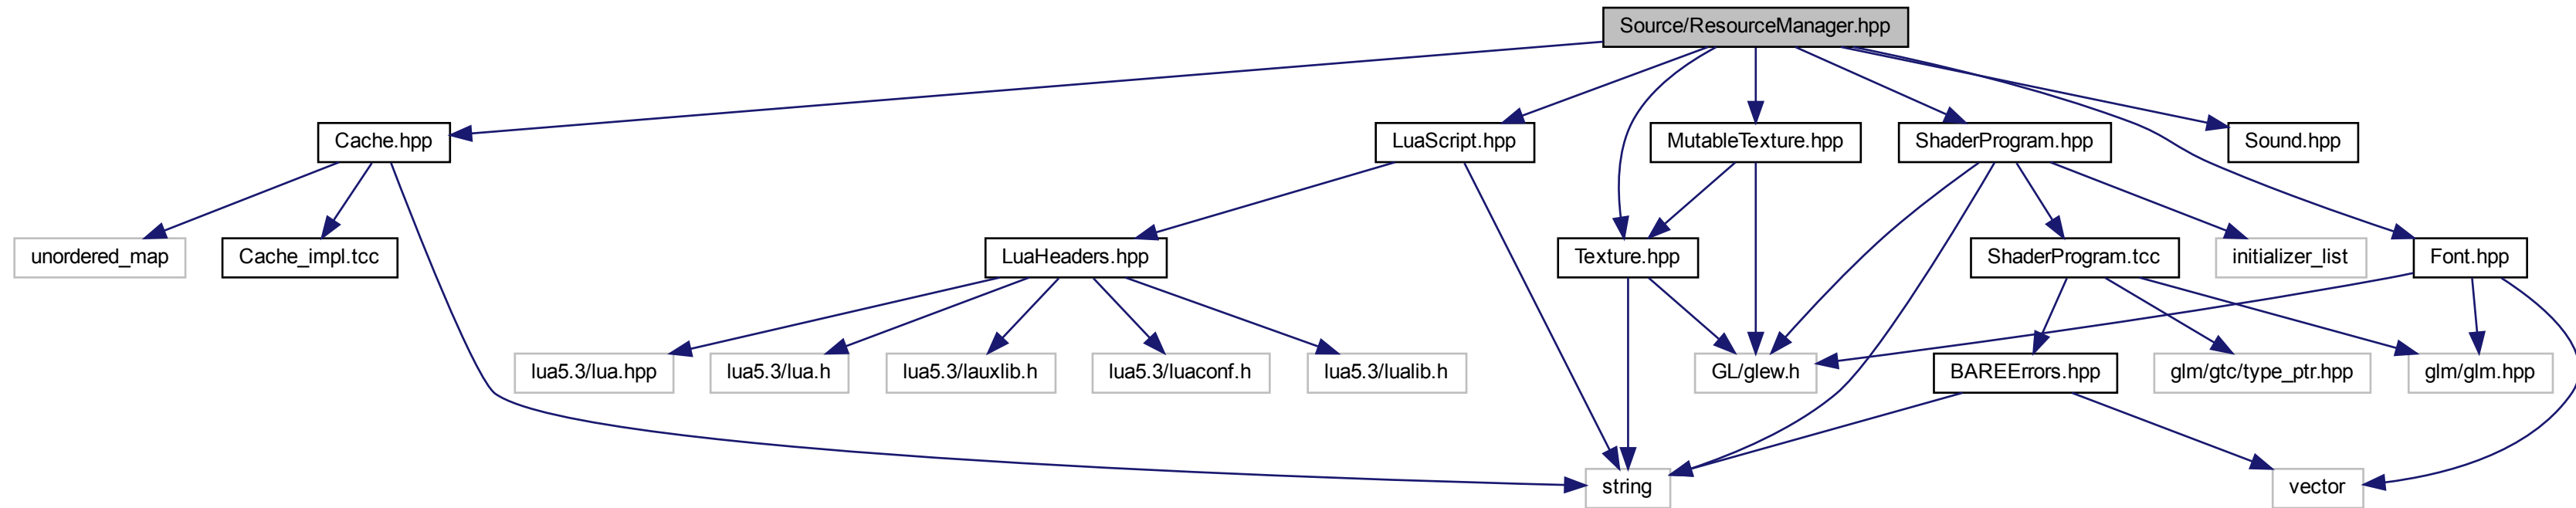 Source/ResourceManager.hpp
Cache.hpp
LuaScript.hpp
MutableTexture.hpp
ShaderProgram.hpp
Sound.hpp
unordered_map
Cache_impl.tcc
LuaHeaders.hpp
Texture.hpp
ShaderProgram.tcc
initializer_list
Font.hpp
lua5.3/lua.hpp
lua5.3/lua.h
lua5.3/lauxlib.h
lua5.3/luaconf.h
lua5.3/lualib.h
GL/glew.h
BAREErrors.hpp
glm/gtc/type_ptr.hpp
glm/glm.hpp
string
vector